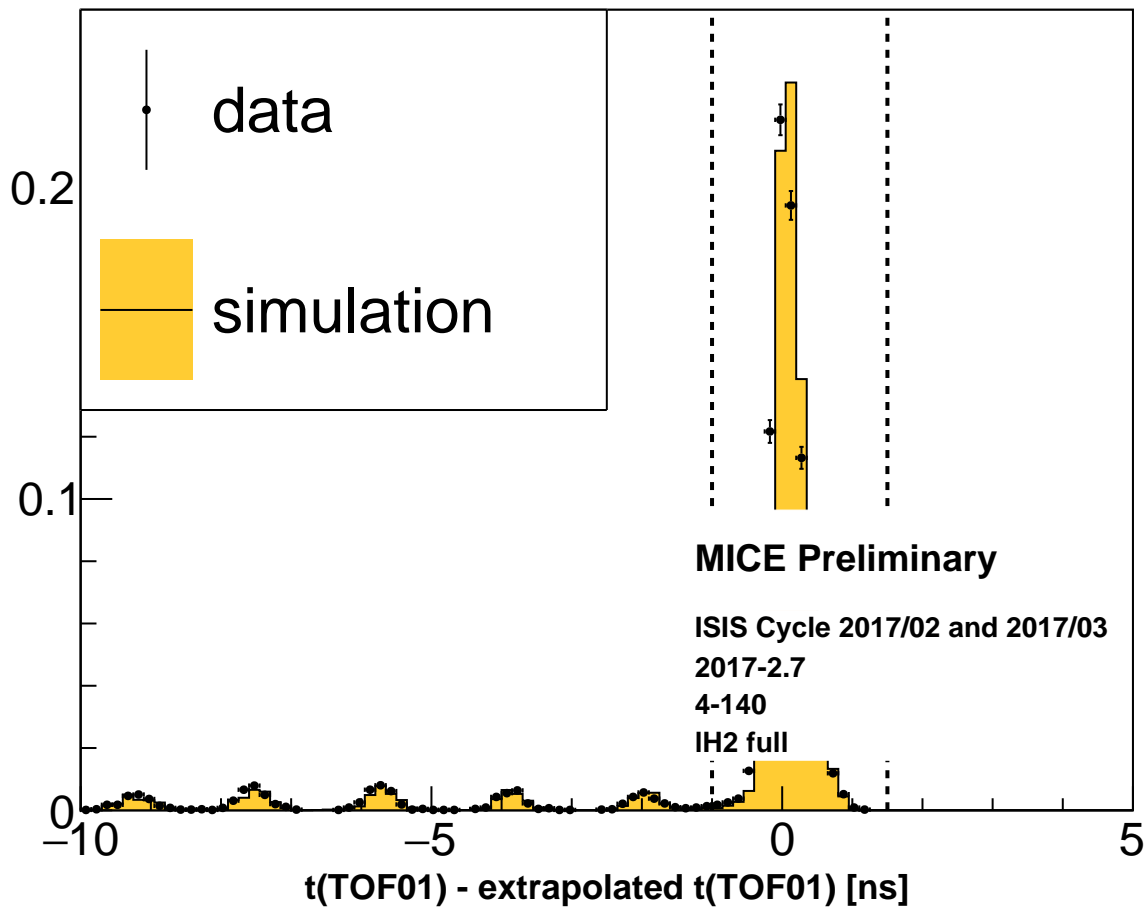 data
simulation
0.2
0.1
0
MICE Preliminary
ISIS Cycle 2017/02 and 2017/03
2017-2.7
4-140
lH2 full
−10 −5 0 5
t(TOF01) - extrapolated t(TOF01) [ns]